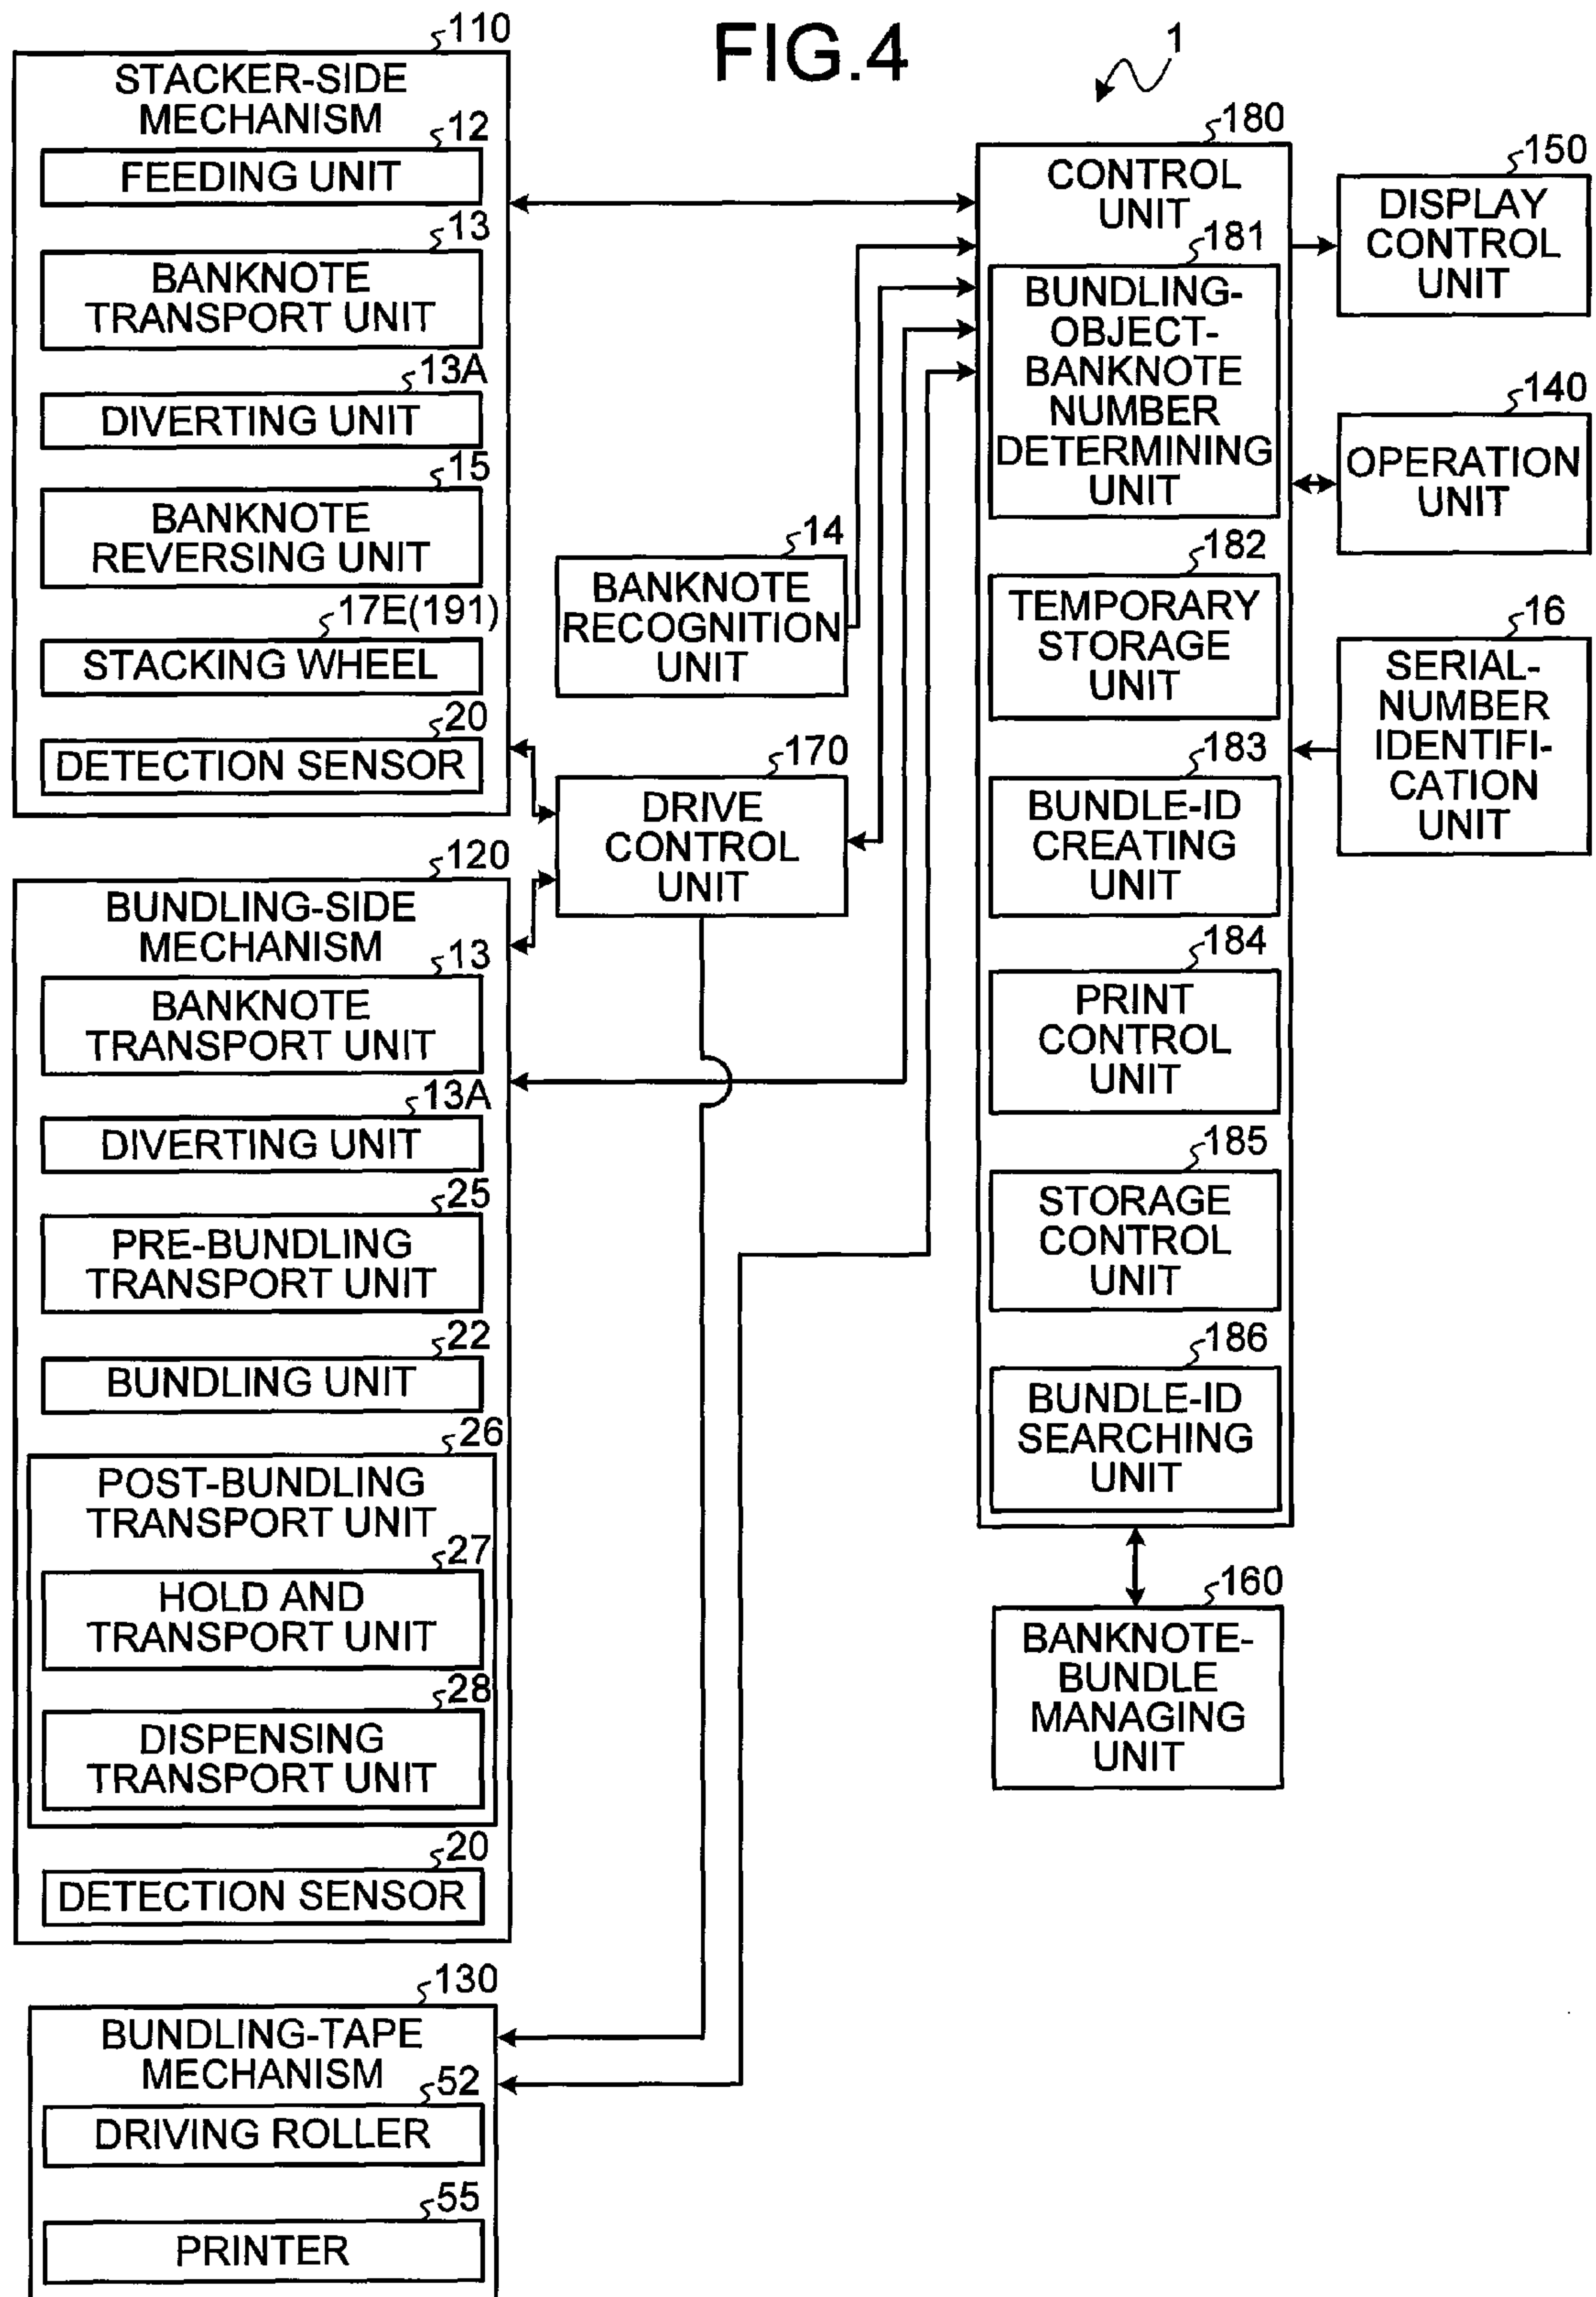 FIG.4
1
110
STACKER-SIDE
MECHANISM
12
FEEDING UNIT
13
BANKNOTE
TRANSPORT UNIT
13A
DIVERTING UNIT
15
BANKNOTE
REVERSING UNIT
17E(191)
STACKING WHEEL
20
DETECTION SENSOR
120
BUNDLING-SIDE
MECHANISM
13
BANKNOTE
TRANSPORT UNIT
13A
DIVERTING UNIT
25
PRE-BUNDLING
TRANSPORT UNIT
22
BUNDLING UNIT
26
POST-BUNDLING
TRANSPORT UNIT
27
HOLD AND
TRANSPORT UNIT
28
DISPENSING
TRANSPORT UNIT
20
DETECTION SENSOR
130
BUNDLING-TAPE
MECHANISM
52
DRIVING ROLLER
55
PRINTER
14
BANKNOTE
RECOGNITION
UNIT
170
DRIVE
CONTROL
UNIT
180
CONTROL
UNIT
181
BUNDLING-
OBJECT-
BANKNOTE
NUMBER
DETERMINING
UNIT
182
TEMPORARY
STORAGE
UNIT
183
BUNDLE-ID
CREATING
UNIT
184
PRINT
CONTROL
UNIT
185
STORAGE
CONTROL
UNIT
186
BUNDLE-ID
SEARCHING
UNIT
160
BANKNOTE-
BUNDLE
MANAGING
UNIT
150
DISPLAY
CONTROL
UNIT
140
OPERATION
UNIT
16
SERIAL-
NUMBER
IDENTIFI-
CATION
UNIT